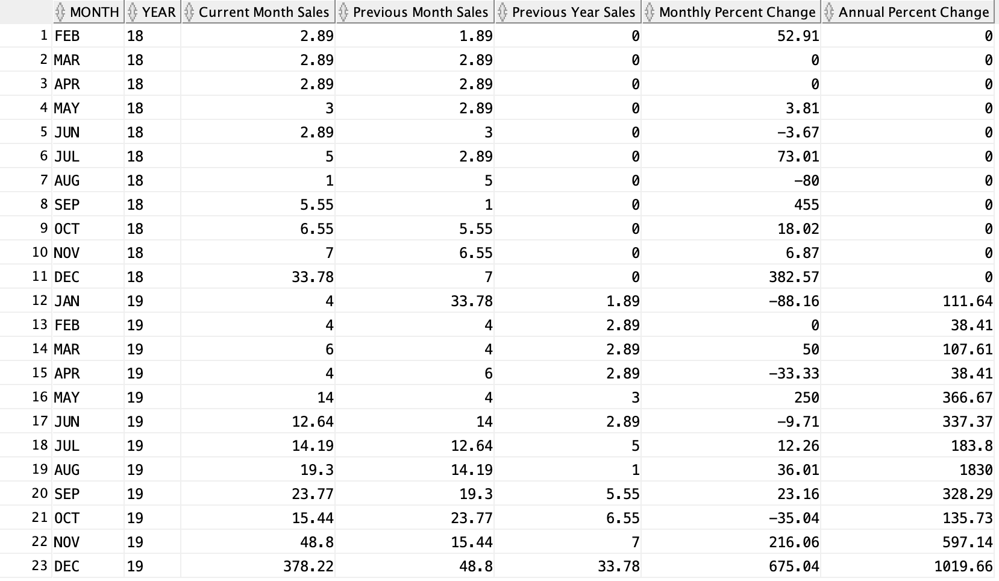 MONTH YEAR Current Month Sales Previous Month Sales Previous Year Sales Monthly Percent Change Annual Percent Change
1 FEB 18 2.89 1.89 0 52.91 0
2 MAR 18 2.89 2.89 0 0 0
3 APR 18 2.89 2.89 0 0 0
4 MAY 18 3 2.89 0 3.81 0
5 JUN 18 2.89 3 0 -3.67 0
6 JUL 18 5 2.89 0 73.01 0
7 AUG 18 1 5 0 -80 0
8 SEP 18 5.55 1 0 455 0
9 OCT 18 6.55 5.55 0 18.02 0
10 NOV 18 7 6.55 0 6.87 0
11 DEC 18 33.78 7 0 382.57 0
12 JAN 19 4 33.78 1.89 -88.16 111.64
13 FEB 19 4 4 2.89 0 38.41
14 MAR 19 6 4 2.89 50 107.61
15 APR 19 4 6 2.89 -33.33 38.41
16 MAY 19 14 4 3 250 366.67
17 JUN 19 12.64 14 2.89 -9.71 337.37
18 JUL 19 14.19 12.64 5 12.26 183.8
19 AUG 19 19.3 14.19 1 36.01 1830
20 SEP 19 23.77 19.3 5.55 23.16 328.29
21 OCT 19 15.44 23.77 6.55 -35.04 135.73
22 NOV 19 48.8 15.44 7 216.06 597.14
23 DEC 19 378.22 48.8 33.78 675.04 1019.66